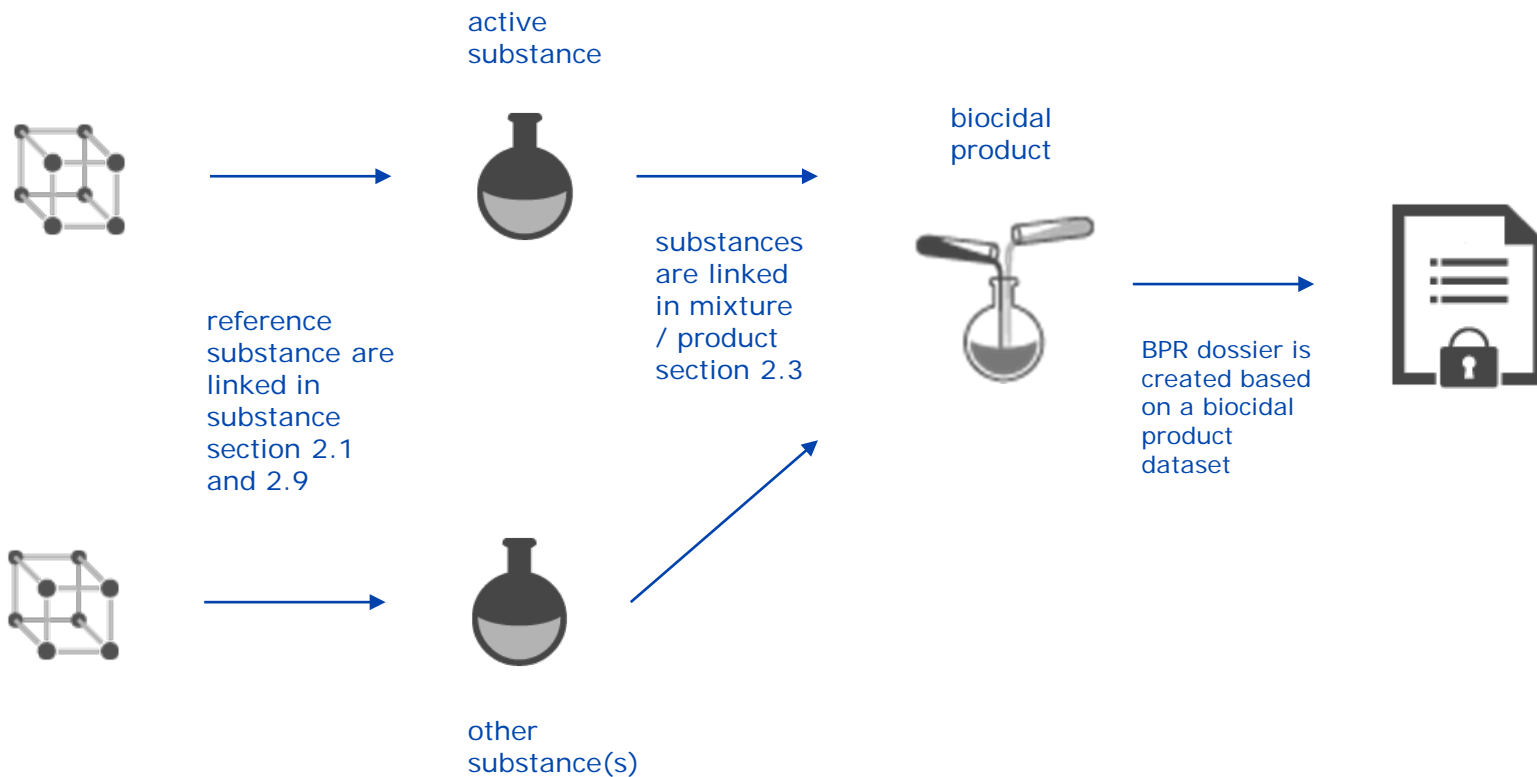 active
substance
biocidal
product
substances
are linked
in mixture
/ product
section 2.3
reference
substance are
linked in
substance
section 2.1
and 2.9
BPR dossier is
created based
on a biocidal
product
dataset
other
substance(s)